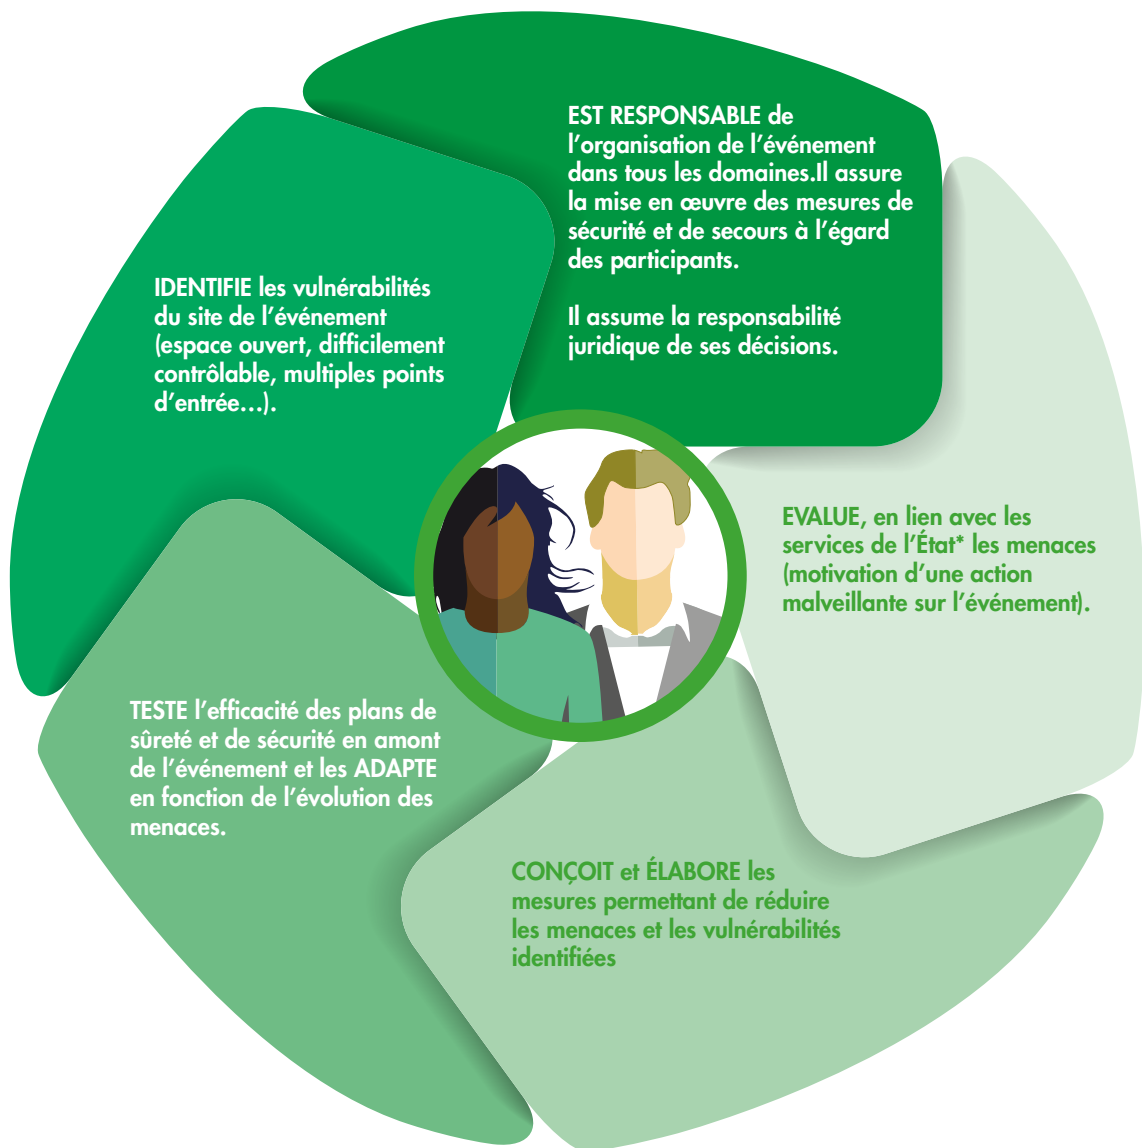 EST RESPONSABLE de
l'organisation de l'événement
dans tous les domaines.Il assure
la mise en œuvre des mesures de
sécurité et de secours à l'égard
des participants.
Il assume la responsabilité
juridique de ses décisions.
IDENTIFIE les vulnérabilités
du site de l'événement
(espace ouvert, difficilement
contrôlable, multiples points
d'entrée…).
EVALUE, en lien avec les
services de l'État* les menaces
(motivation d'une action
malveillante sur l'événement).
TESTE l'efficacité des plans de
sûreté et de sécurité en amont
de l'événement et les ADAPTE
en fonction de l'évolution des
menaces.
CONÇOIT et ÉLABORE les
mesures permettant de réduire
les menaces et les vulnérabilités
identifiées